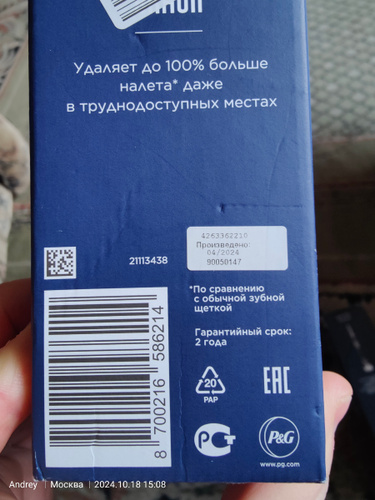 Удаляет до 100% больше
налета* даже
в труднодоступных местах
4263362210
Произведено:
04/2024
90050147
21113438
*По сравнению
с обычной зубной
щеткой
Гарантийный срок:
2 года
8 700216 586214
20
PAP
EAC
РСТ
P&G
www.pg.com
Andrey | Москва | 2024.10.18 15:08